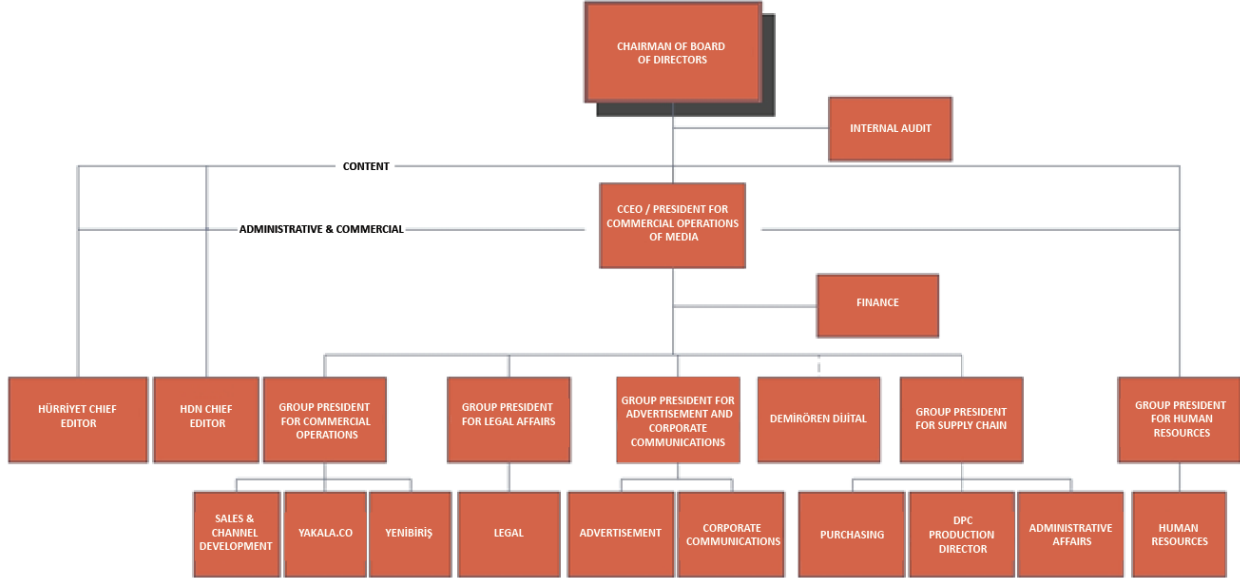 CHAIRMAN OF BOARD
OF DIRECTORS
INTERNAL AUDIT
CONTENT
CCEO / PRESIDENT FOR
COMMERCIAL OPERATIONS
OF MEDIA
ADMINISTRATIVE & COMMERCIAL
FINANCE
HÜRRİYET CHIEF
EDITOR
HDN CHIEF
EDITOR
GROUP PRESIDENT
FOR COMMERCIAL
OPERATIONS
GROUP PRESIDENT
FOR LEGAL AFFAIRS
GROUP PRESIDENT FOR
ADVERTISEMENT AND
CORPORATE
COMMUNICATIONS
DEMİRÖREN DİJİTAL
GROUP PRESIDENT
FOR SUPPLY CHAIN
GROUP PRESIDENT
FOR HUMAN
RESOURCES
SALES &
CHANNEL
DEVELOPMENT
YAKALA.CO
YENİBİRİŞ
LEGAL
ADVERTISEMENT
CORPORATE
COMMUNICATIONS
PURCHASING
DPC
PRODUCTION
DIRECTOR
ADMINISTRATIVE
AFFAIRS
HUMAN
RESOURCES